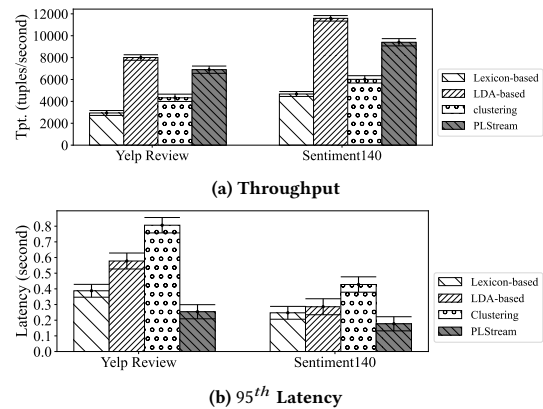 Tpt. (tuples/second)
12000
10000
8000
6000
4000
2000
0
Yelp Review
Sentiment140
Lexicon-based
LDA-based
clustering
PLStream
(a) Throughput
Latency (second)
0.8
0.7
0.6
0.5
0.4
0.3
0.2
0.1
0.0
Yelp Review
Sentiment140
Lexicon-based
LDA-based
Clustering
PLStream
(b) 95th Latency